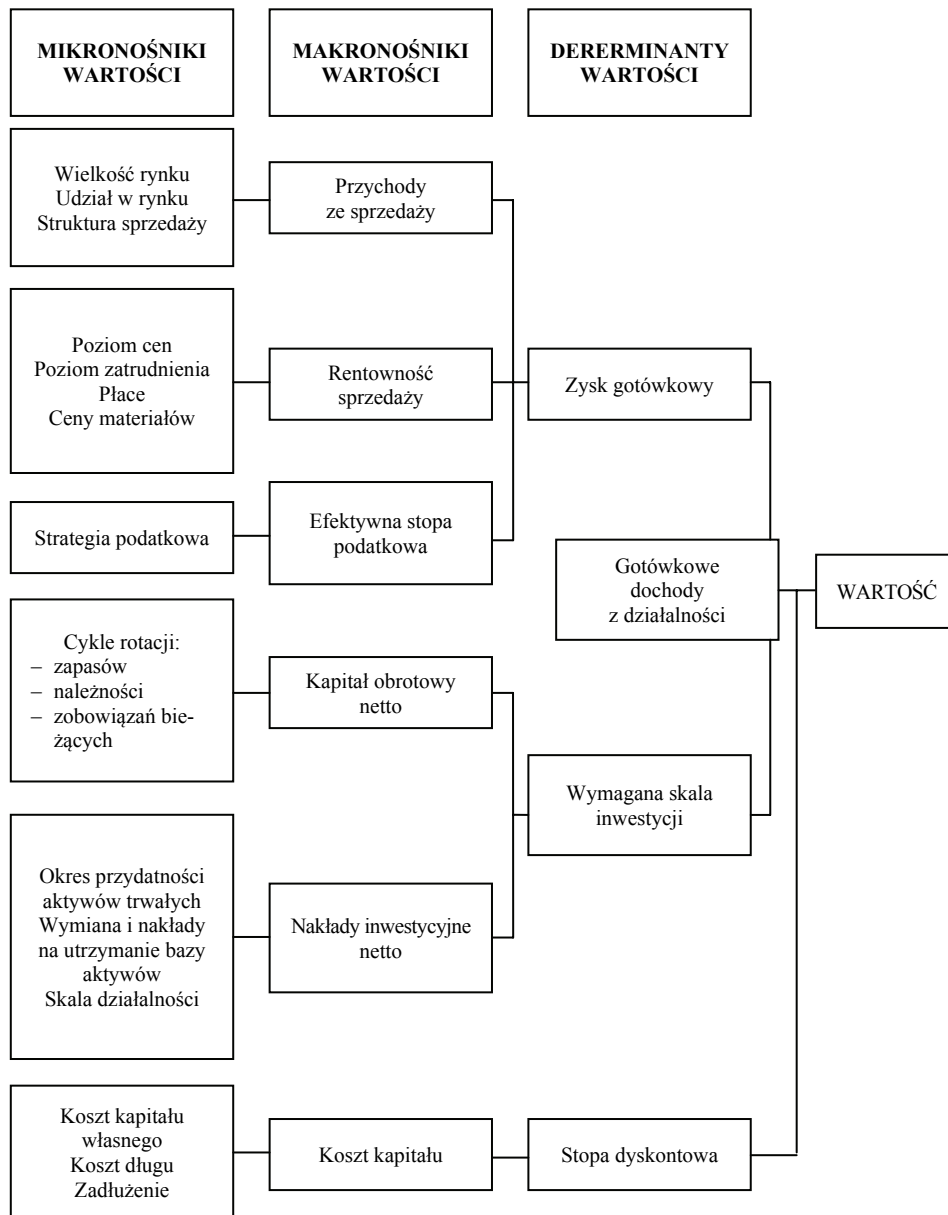 MIKRONOŚNIKI
WARTOŚCI
MAKRONOŚNIKI
WARTOŚCI
DERERMINANTY
WARTOŚCI
Wielkość rynku
Udział w rynku
Struktura sprzedaży
Przychody
ze sprzedaży
Poziom cen
Poziom zatrudnienia
Płace
Ceny materiałów
Rentowność
sprzedaży
Zysk gotówkowy
Strategia podatkowa
Efektywna stopa
podatkowa
Gotówkowe
dochody
z działalności
WARTOŚĆ
Cykle rotacji:
– zapasów
– należności
– zobowiązań bie-
żących
Kapitał obrotowy
netto
Wymagana skala
inwestycji
Okres przydatności
aktywów trwałych
Wymiana i nakłady
na utrzymanie bazy
aktywów
Skala działalności
Nakłady inwestycyjne
netto
Koszt kapitału
własnego
Koszt długu
Zadłużenie
Koszt kapitału
Stopa dyskontowa